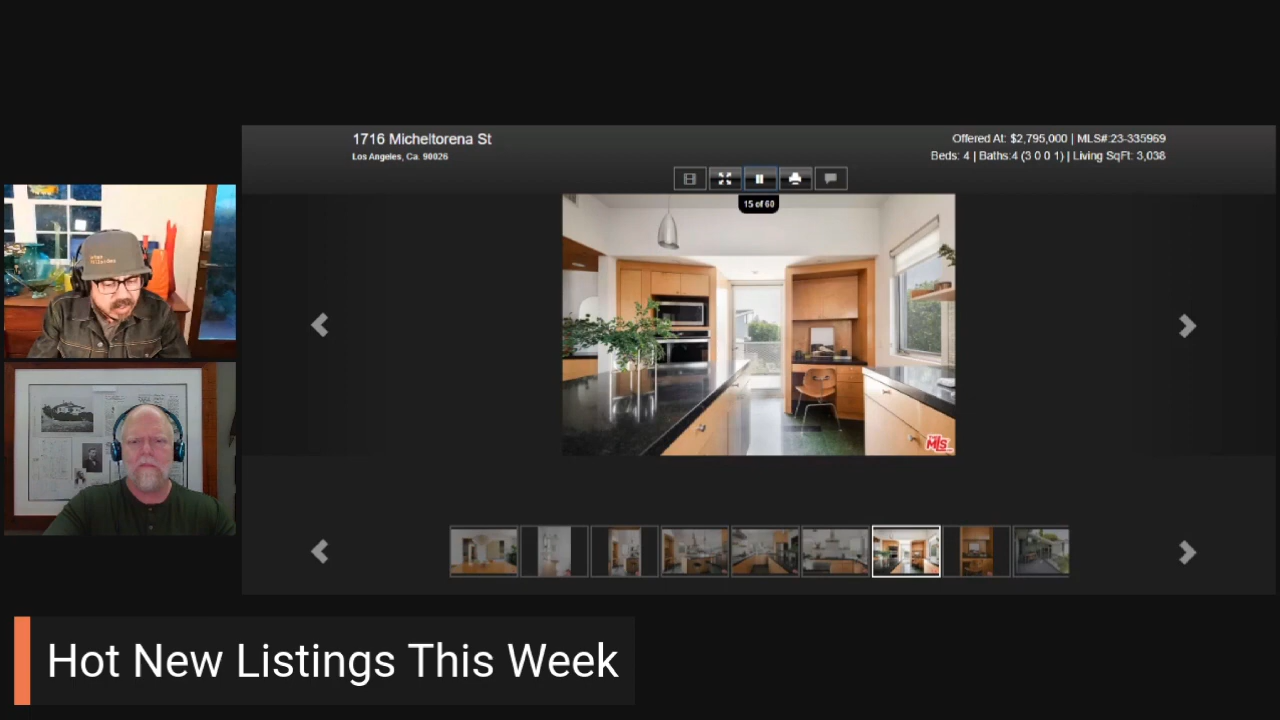 1716 Micheltorena St
Los Angeles, Ca. 90026
Offered At: $2,795,000 | MLS#:23-335969
Beds: 4 | Baths:4 (3 0 0 1) | Living SqFt: 3,038
15 of 60
MLS
Hot New Listings This Week